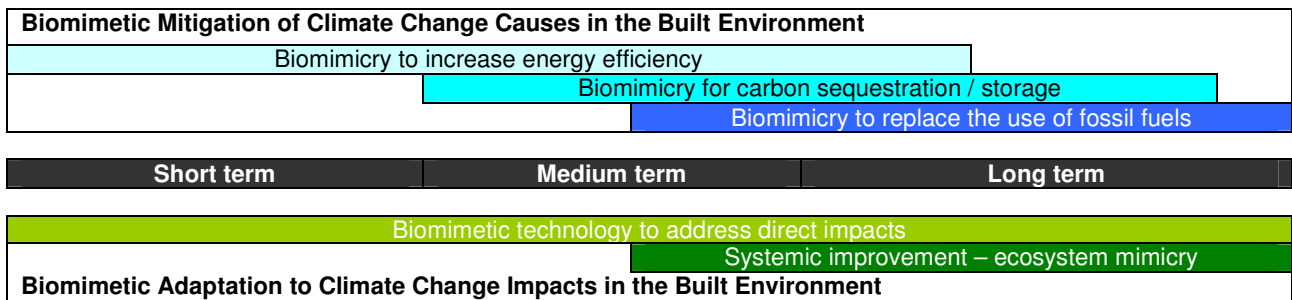 Biomimetic Mitigation of Climate Change Causes in the Built Environment
Biomimicry to increase energy efficiency
Biomimicry for carbon sequestration / storage
Biomimicry to replace the use of fossil fuels
Short term Medium term Long term
Biomimetic technology to address direct impacts
Systemic improvement – ecosystem mimicry
Biomimetic Adaptation to Climate Change Impacts in the Built Environment